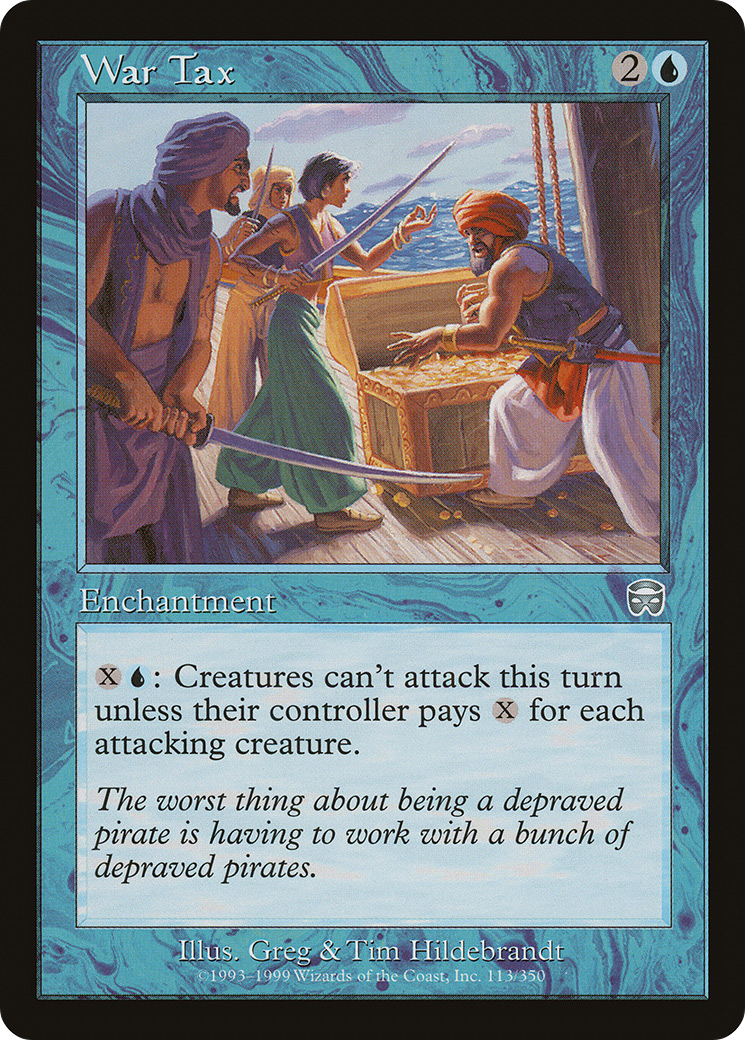 War Tax 2
Enchantment
X : Creatures can't attack this turn
unless their controller pays X for each
attacking creature.
The worst thing about being a depraved
pirate is having to work with a bunch of
depraved pirates.
Illus. Greg & Tim Hildebrandt
©1993–1999 Wizards of the Coast, Inc. 113/350